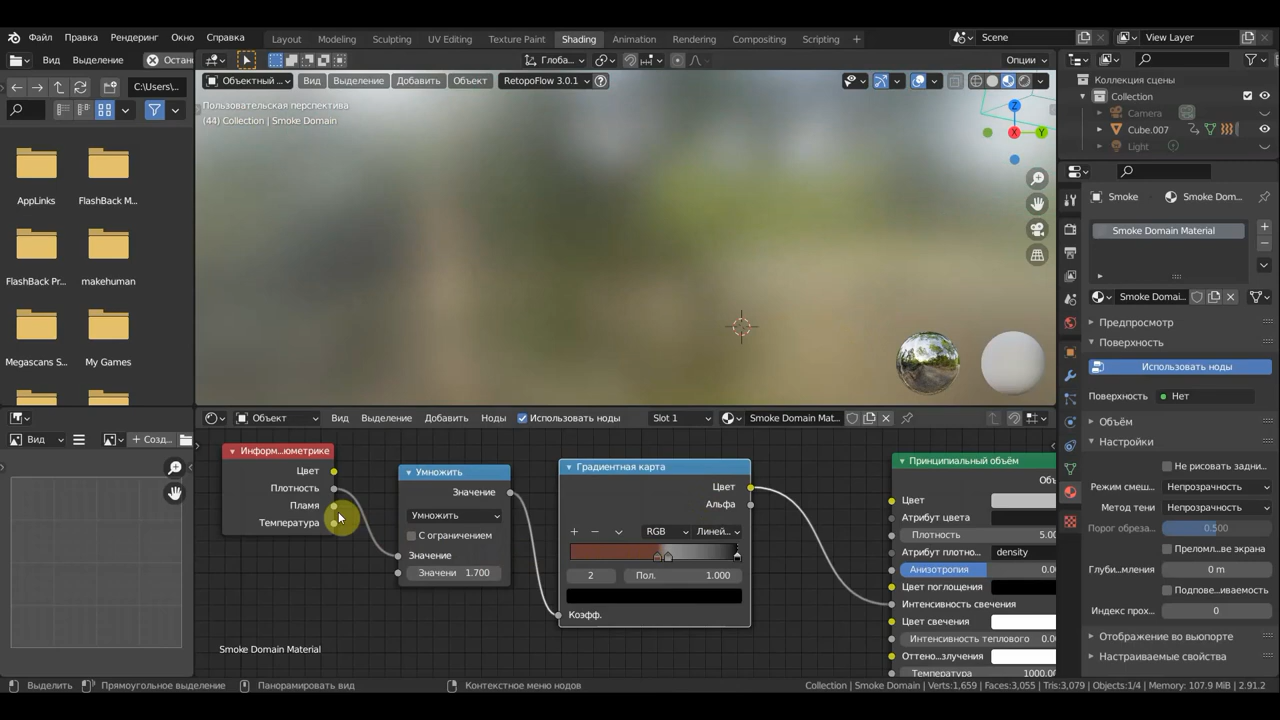 Файл Правка Рендеринг Окно Справка Layout Modeling Sculpting UV Editing Texture Paint Shading Animation Rendering Compositing Scripting + Scene View Layer
Вид Выделение Остан Глоба... Опции
C:\Users\...
Объектный ... Вид Выделение Добавить Объект RetopoFlow 3.0.1
Пользовательская перспектива
(44) Collection | Smoke Domain
Z
X
Y
AppLinks FlashBack M...
FlashBack Pr... makehuman
Megascans S... My Games
Коллекция сцены
Collection
Camera
Cube.007
Light
Smoke Smoke Dom...
Smoke Domain Material
Smoke Domai...
Предпросмотр
Поверхность
Использовать ноды
Поверхность Нет
Объём
Настройки
Не рисовать задни...
Режим смеш... Непрозрачность
Метод тени Непрозрачность
Порог обреза... 0.500
Преломл...ве экрана
Глуби...мления 0 m
Подпове...иваемость
Индекс прох... 0
Отображение во вьюпорте
Настраиваемые свойства
Вид + Созд...
Объект Вид Выделение Добавить Ноды Использовать ноды Slot 1 Smoke Domain Mat...
Информ...юметрике
Цвет
Плотность
Пламя
Температура
Умножить
Значение
Умножить
С ограничением
Значение
Значени 1.700
Градиентная карта
Цвет
Альфа
+ − RGB Линей...
2 Пол. 1.000
Коэфф.
Принципиальный объём
Объ
Цвет
Атрибут цвета
Плотность 5.00
Атрибут плотно... density
Анизотропия 0.00
Цвет поглощения
Интенсивность свечения
Цвет свечения
Интенсивность теплового 0.00
Оттено...злучения
Температура 1000.00
Smoke Domain Material
Выделить Прямоугольное выделение Панорамировать вид Контекстное меню нодов Collection | Smoke Domain | Verts:1,659 | Faces:3,055 | Tris:3,079 | Objects:1/4 | Memory: 107.9 MiB | 2.91.2